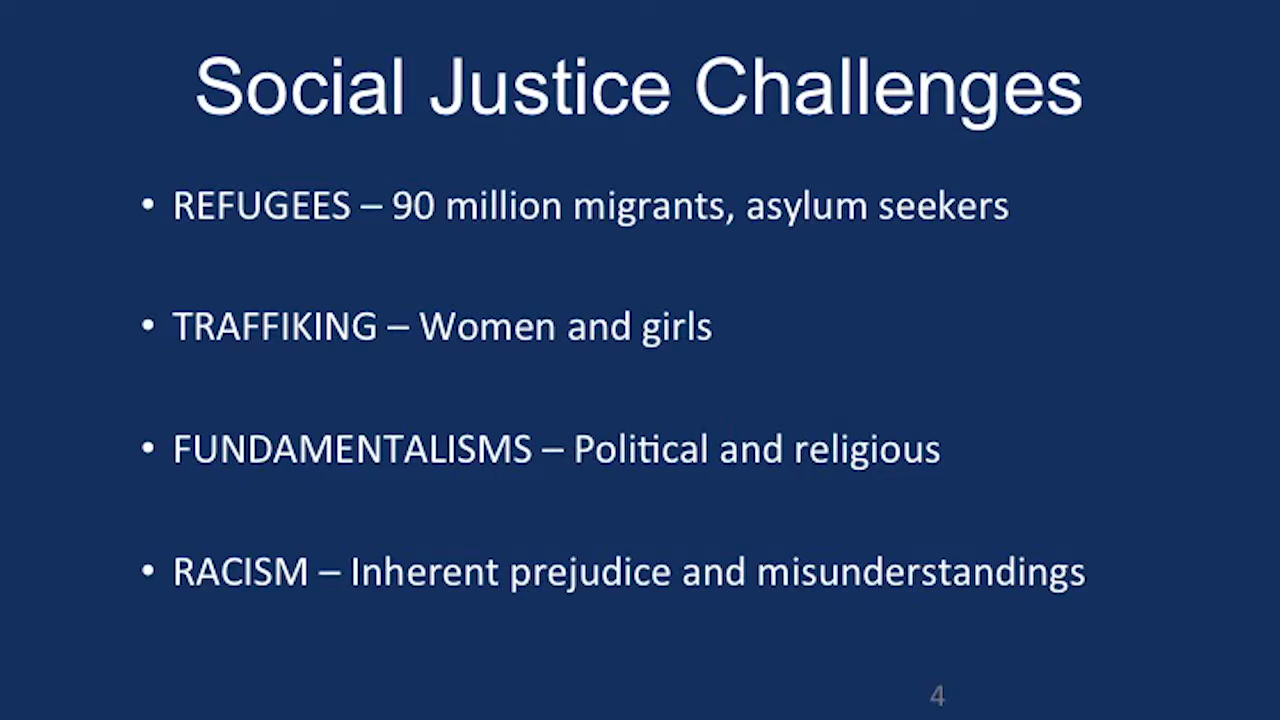 Social Justice Challenges
• REFUGEES – 90 million migrants, asylum seekers
• TRAFFIKING – Women and girls
• FUNDAMENTALISMS – Political and religious
• RACISM – Inherent prejudice and misunderstandings
4